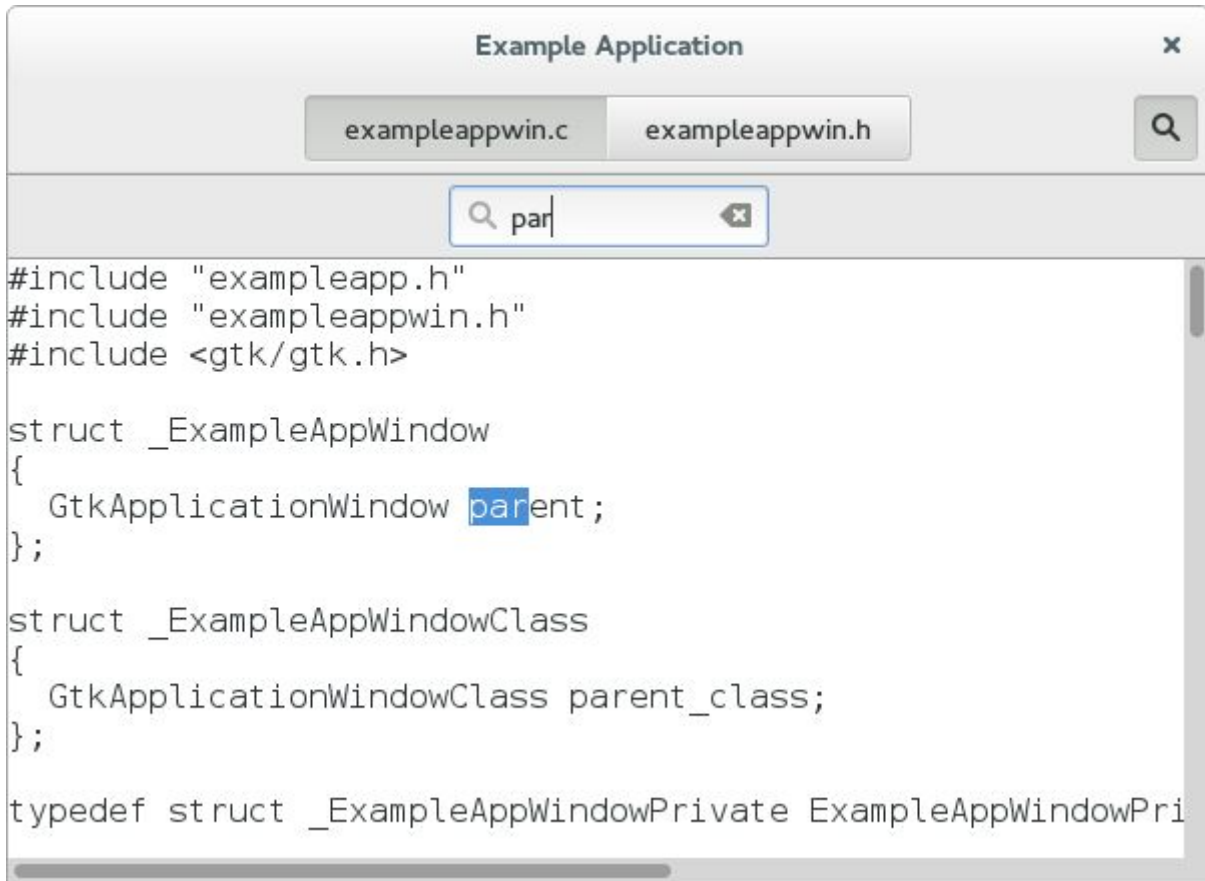 Example Application
exampleappwin.c exampleappwin.h
par
#include "exampleapp.h"
#include "exampleappwin.h"
#include <gtk/gtk.h>
struct _ExampleAppWindow
{
  GtkApplicationWindow parent;
};
struct _ExampleAppWindowClass
{
  GtkApplicationWindowClass parent_class;
};
typedef struct _ExampleAppWindowPrivate ExampleAppWindowPri